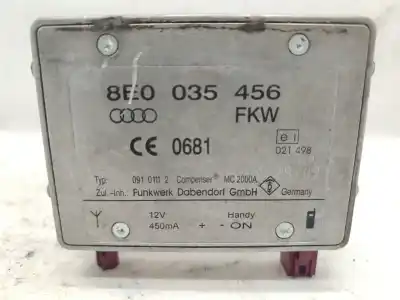 8E0 035 456
FKW
CE 0681
e1
021 498
Typ: 091 0111 2 Compenser® MC 2000A
Zul.-Inh.: Funkwerk Dabendorf GmbH Germany
12V Handy
450mA + - ON